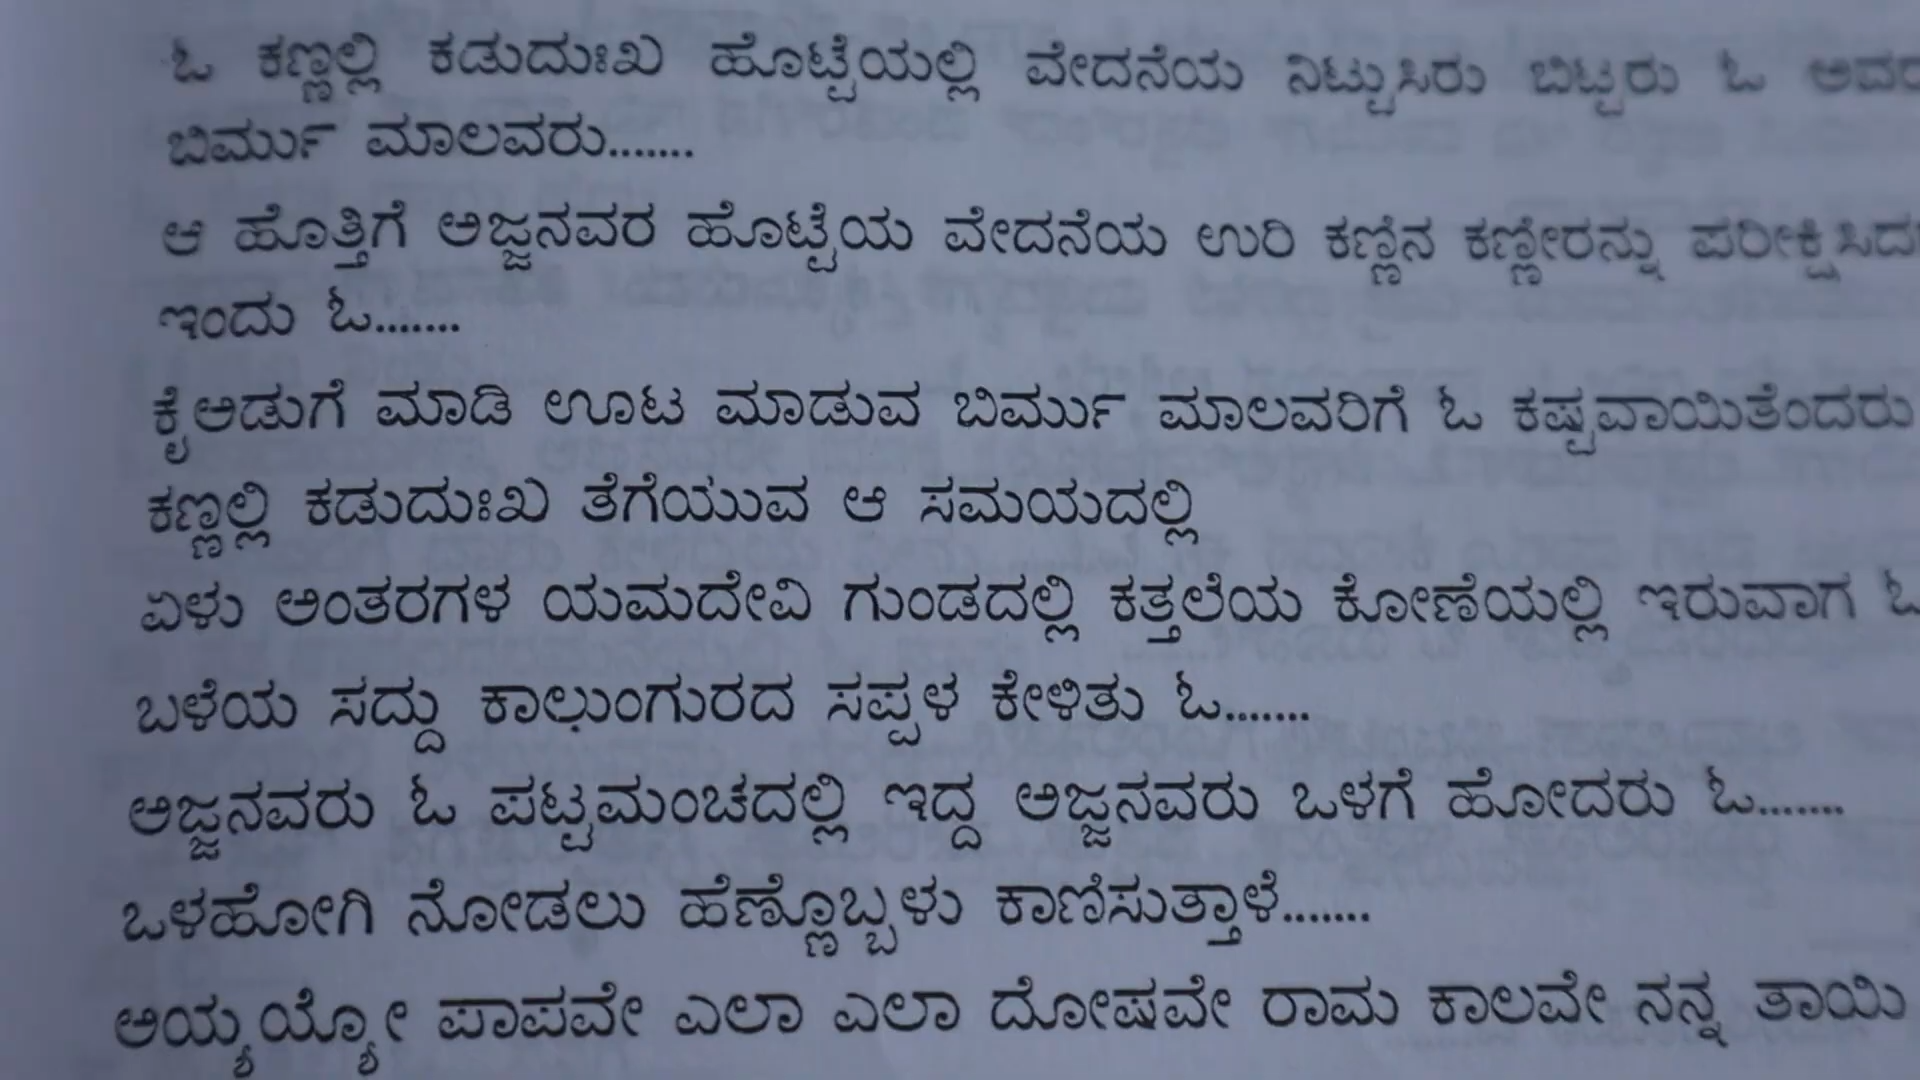 ಓ ಕಣ್ಣಲ್ಲಿ ಕಡುದುಃಖ ಹೊಟ್ಟೆಯಲ್ಲಿ ವೇದನೆಯ ನಿಟ್ಟುಸಿರು ಬಿಟ್ಟರು ಓ
ಬಿರ್ಮು ಮಾಲವರು.......
ಆ ಹೊತ್ತಿಗೆ ಅಜ್ಜನವರ ಹೊಟ್ಟೆಯ ವೇದನೆಯ ಉರಿ ಕಣ್ಣಿನ ಕಣ್ಣೀರನ್ನು
ಇಂದು ಓ.......
ಕೈಅಡುಗೆ ಮಾಡಿ ಊಟ ಮಾಡುವ ಬಿರ್ಮು ಮಾಲವರಿಗೆ ಓ ಕಷ್ಟವಾಯಿತೆಂದರು
ಕಣ್ಣಲ್ಲಿ ಕಡುದುಃಖ ತೆಗೆಯುವ ಆ ಸಮಯದಲ್ಲಿ
ಏಳು ಅಂತರಗಳ ಯಮದೇವಿ ಗುಂಡದಲ್ಲಿ ಕತ್ತಲೆಯ ಕೋಣೆಯಲ್ಲಿ ಇರುವಾಗ ಓ
ಬಳೆಯ ಸದ್ದು ಕಾಲುಂಗುರದ ಸಪ್ಪಳ ಕೇಳಿತು ಓ.......
ಅಜ್ಜನವರು ಓ ಪಟ್ಟಮಂಚದಲ್ಲಿ ಇದ್ದ ಅಜ್ಜನವರು ಒಳಗೆ ಹೋದರು ಓ.......
ಒಳಹೋಗಿ ನೋಡಲು ಹೆಣ್ಣೊಬ್ಬಳು ಕಾಣಿಸುತ್ತಾಳೆ.......
ಅಯ್ಯಯ್ಯೋ ಪಾಪವೇ ಎಲಾ ಎಲಾ ದೋಷವೇ ರಾಮ ಕಾಲವೇ ನನ್ನ ತಾಯಿ